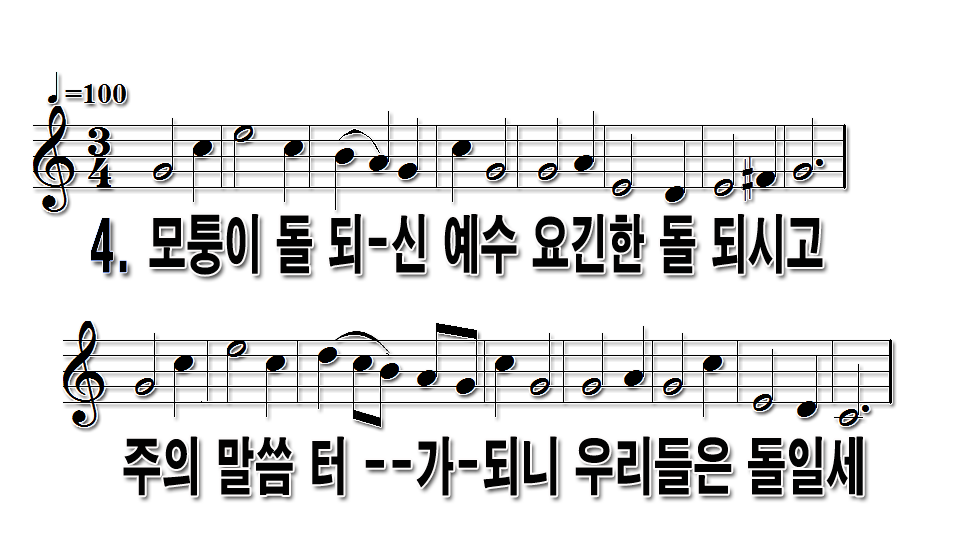 ♩=100
3
4
4. 모퉁이 돌 되-신 예수 요긴한 돌 되시고
주의 말씀 터 --가-되니 우리들은 돌일세